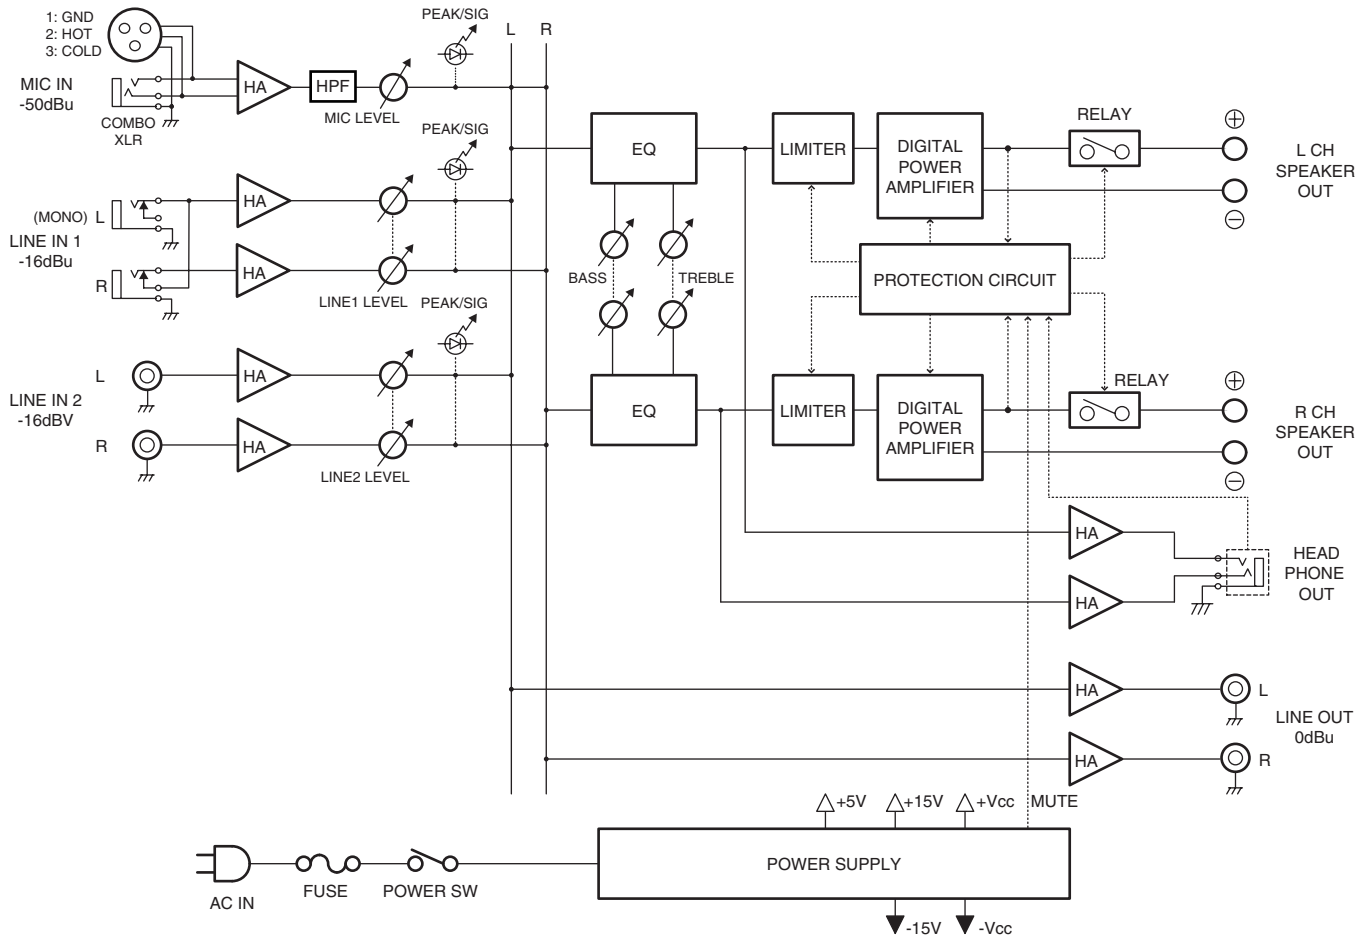 1: GND
2: HOT
3: COLD
MIC IN
-50dBu
COMBO
XLR
HA
HPF
MIC LEVEL
PEAK/SIG
L
R
(MONO) L
LINE IN 1
-16dBu
R
HA
HA
LINE1 LEVEL
PEAK/SIG
L
LINE IN 2
-16dBV
R
HA
HA
LINE2 LEVEL
PEAK/SIG
EQ
BASS
TREBLE
EQ
LIMITER
DIGITAL
POWER
AMPLIFIER
RELAY
L CH
SPEAKER
OUT
PROTECTION CIRCUIT
LIMITER
DIGITAL
POWER
AMPLIFIER
RELAY
R CH
SPEAKER
OUT
HA
HA
HEAD
PHONE
OUT
HA
L
LINE OUT
0dBu
HA
R
+5V
+15V
+Vcc
MUTE
POWER SUPPLY
-15V
-Vcc
AC IN
FUSE
POWER SW